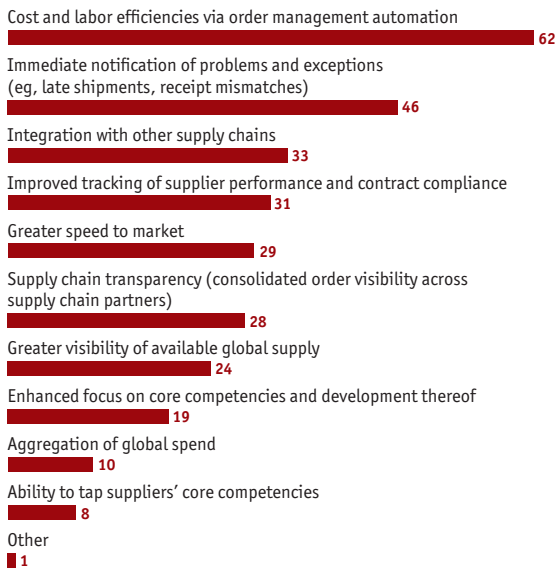 Cost and labor efficiencies via order management automation
62
Immediate notification of problems and exceptions
(eg, late shipments, receipt mismatches)
46
Integration with other supply chains
33
Improved tracking of supplier performance and contract compliance
31
Greater speed to market
29
Supply chain transparency (consolidated order visibility across
supply chain partners)
28
Greater visibility of available global supply
24
Enhanced focus on core competencies and development thereof
19
Aggregation of global spend
10
Ability to tap suppliers’ core competencies
8
Other
1